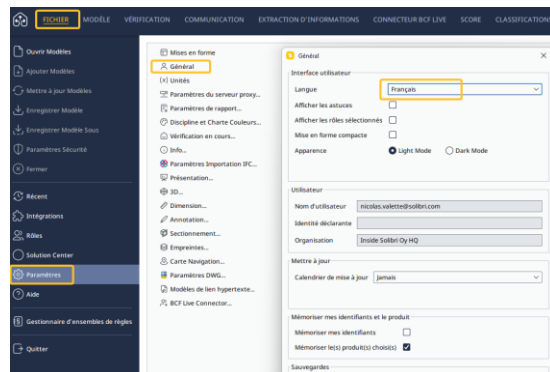 FICHIER MODÈLE VÉRIFICATION COMMUNICATION EXTRACTION D'INFORMATIONS CONNECTEUR BCF LIVE SCORE CLASSIFICATION
Ouvrir Modèles
Ajouter Modèles
Mettre à jour Modèles
Enregistrer Modèle
Enregistrer Modèle Sous
Paramètres Sécurité
Fermer
Récent
Intégrations
Rôles
Solution Center
Paramètres
Aide
Gestionnaire d'ensembles de règles
Quitter
Mises en forme
Général
Unités
Paramètres du serveur proxy...
Paramètres de rapport...
Discipline et Charte Couleurs...
Vérification en cours...
Info...
Paramètres Importation IFC...
Présentation...
3D...
Dimension...
Annotation...
Sectionnement...
Empreintes...
Carte Navigation...
Paramètres DWG...
Modèles de lien hypertexte...
BCF Live Connector...
Général
Interface utilisateur
Langue Français
Afficher les astuces
Afficher les rôles sélectionnés
Mise en forme compacte
Apparence Light Mode Dark Mode
Utilisateur
Nom d'utilisateur nicolas.valette@solibri.com
Identité déclarante
Organisation Inside Solibri Oy HQ
Mettre à jour
Calendrier de mise à jour Jamais
Mémoriser mes identifiants et le produit
Mémoriser mes identifiants
Mémoriser le(s) produit(s) choisi(s)
Sauvegardes